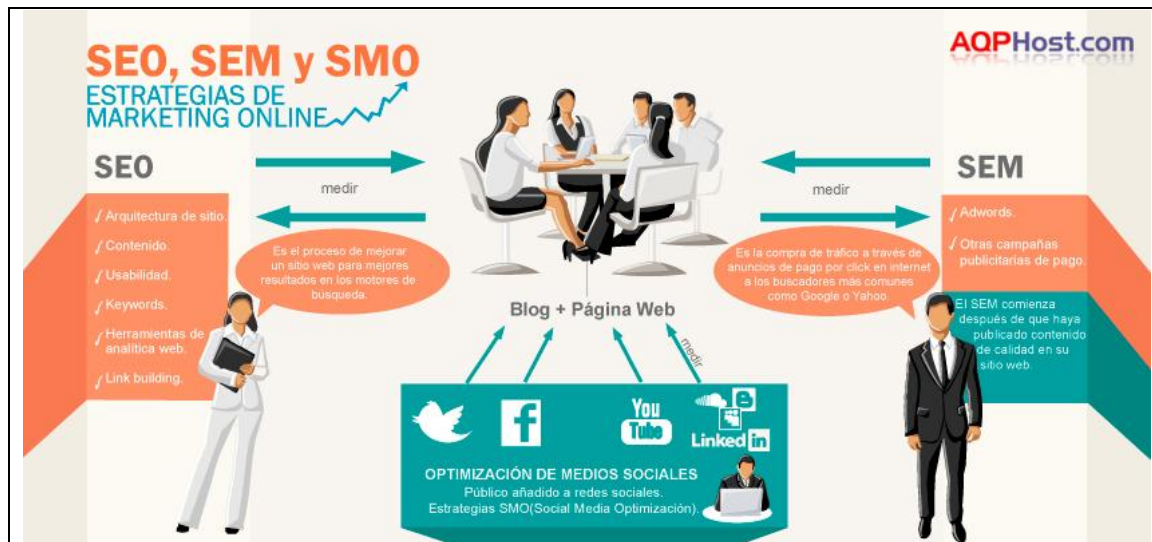 SEO, SEM y SMO
ESTRATEGIAS DE
MARKETING ONLINE
AQPHost.com
SEO
medir
✓ Arquitectura de sitio.
✓ Contenido.
✓ Usabilidad.
✓ Keywords.
✓ Herramientas de
analítica web.
✓ Link building.
Es el proceso de mejorar
un sitio web para mejores
resultados en los motores de
búsqueda.
Blog + Página Web
medir
SEM
✓ Adwords.
✓ Otras campañas
publicitarias de pago.
Es la compra de tráfico a través de
anuncios de pago por click en internet
a los buscadores más comunes
como Google o Yahoo.
El SEM comienza
después de que haya
publicado contenido
de calidad en su
sitio web.
medir
You
Tube
Linked in
OPTIMIZACIÓN DE MEDIOS SOCIALES
Público añadido a redes sociales.
Estrategias SMO(Social Media Optimización).